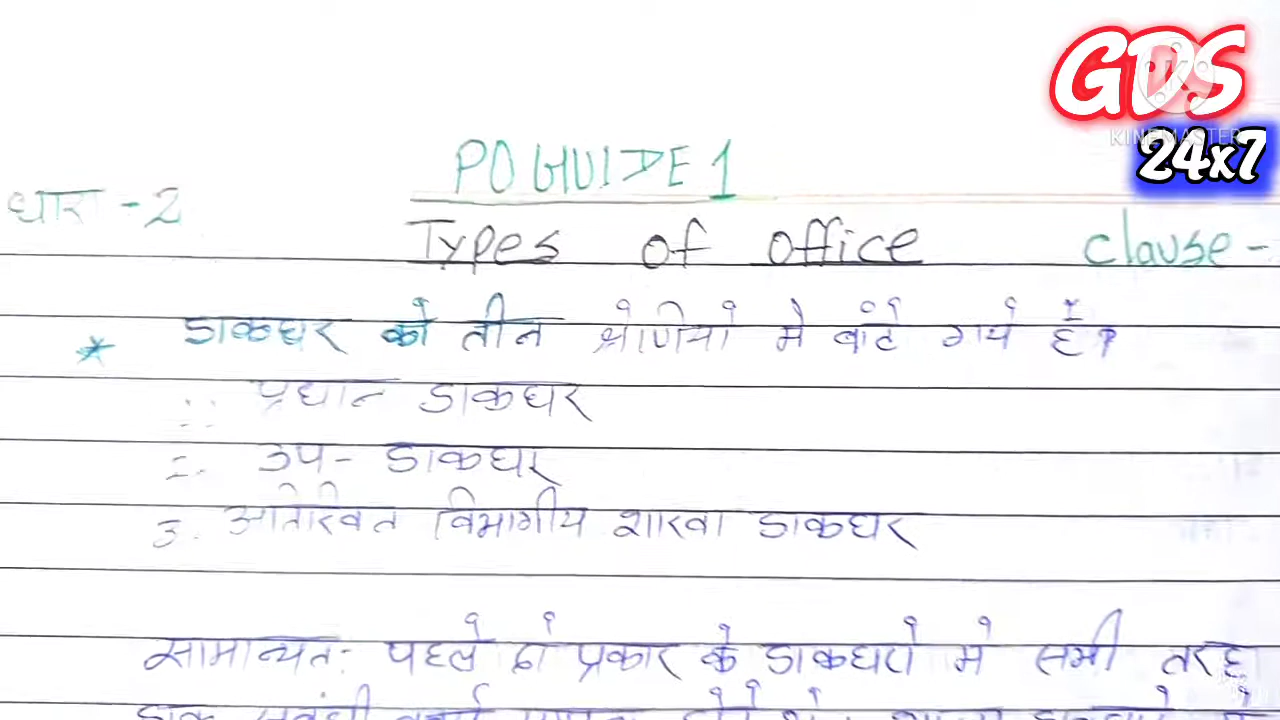 GDS
KINEMASTER
24x7
PO GUIDE 1
धारा - 2
Types of office
clause -
* डाकघर को तीन श्रेणियो मे बांटे गये हैं?
प्रधान डाकघर
2. उप - डाकघर
3. अतिरिक्त विभागीय शाखा डाकघर
सामान्यत: पहले दो प्रकार के डाकघरो मे सभी तरह
डाक संबंधी कार्य